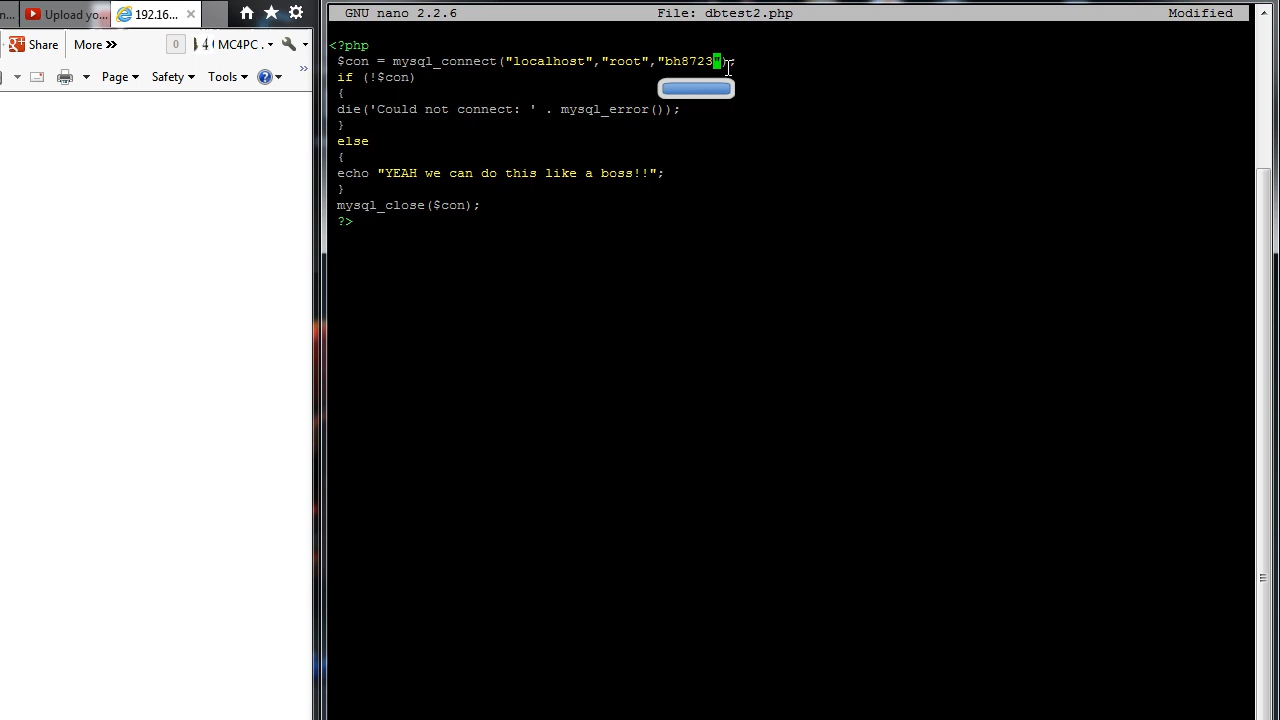 n...
Upload yo...
192.16...
Share
More
0
MC4PC .
Page
Safety
Tools
GNU nano 2.2.6 File: dbtest2.php Modified
<?php
$con = mysql_connect("localhost","root","bh8723");
if (!$con)
{
die('Could not connect: ' . mysql_error());
}
else
{
echo "YEAH we can do this like a boss!!";
}
mysql_close($con);
?>